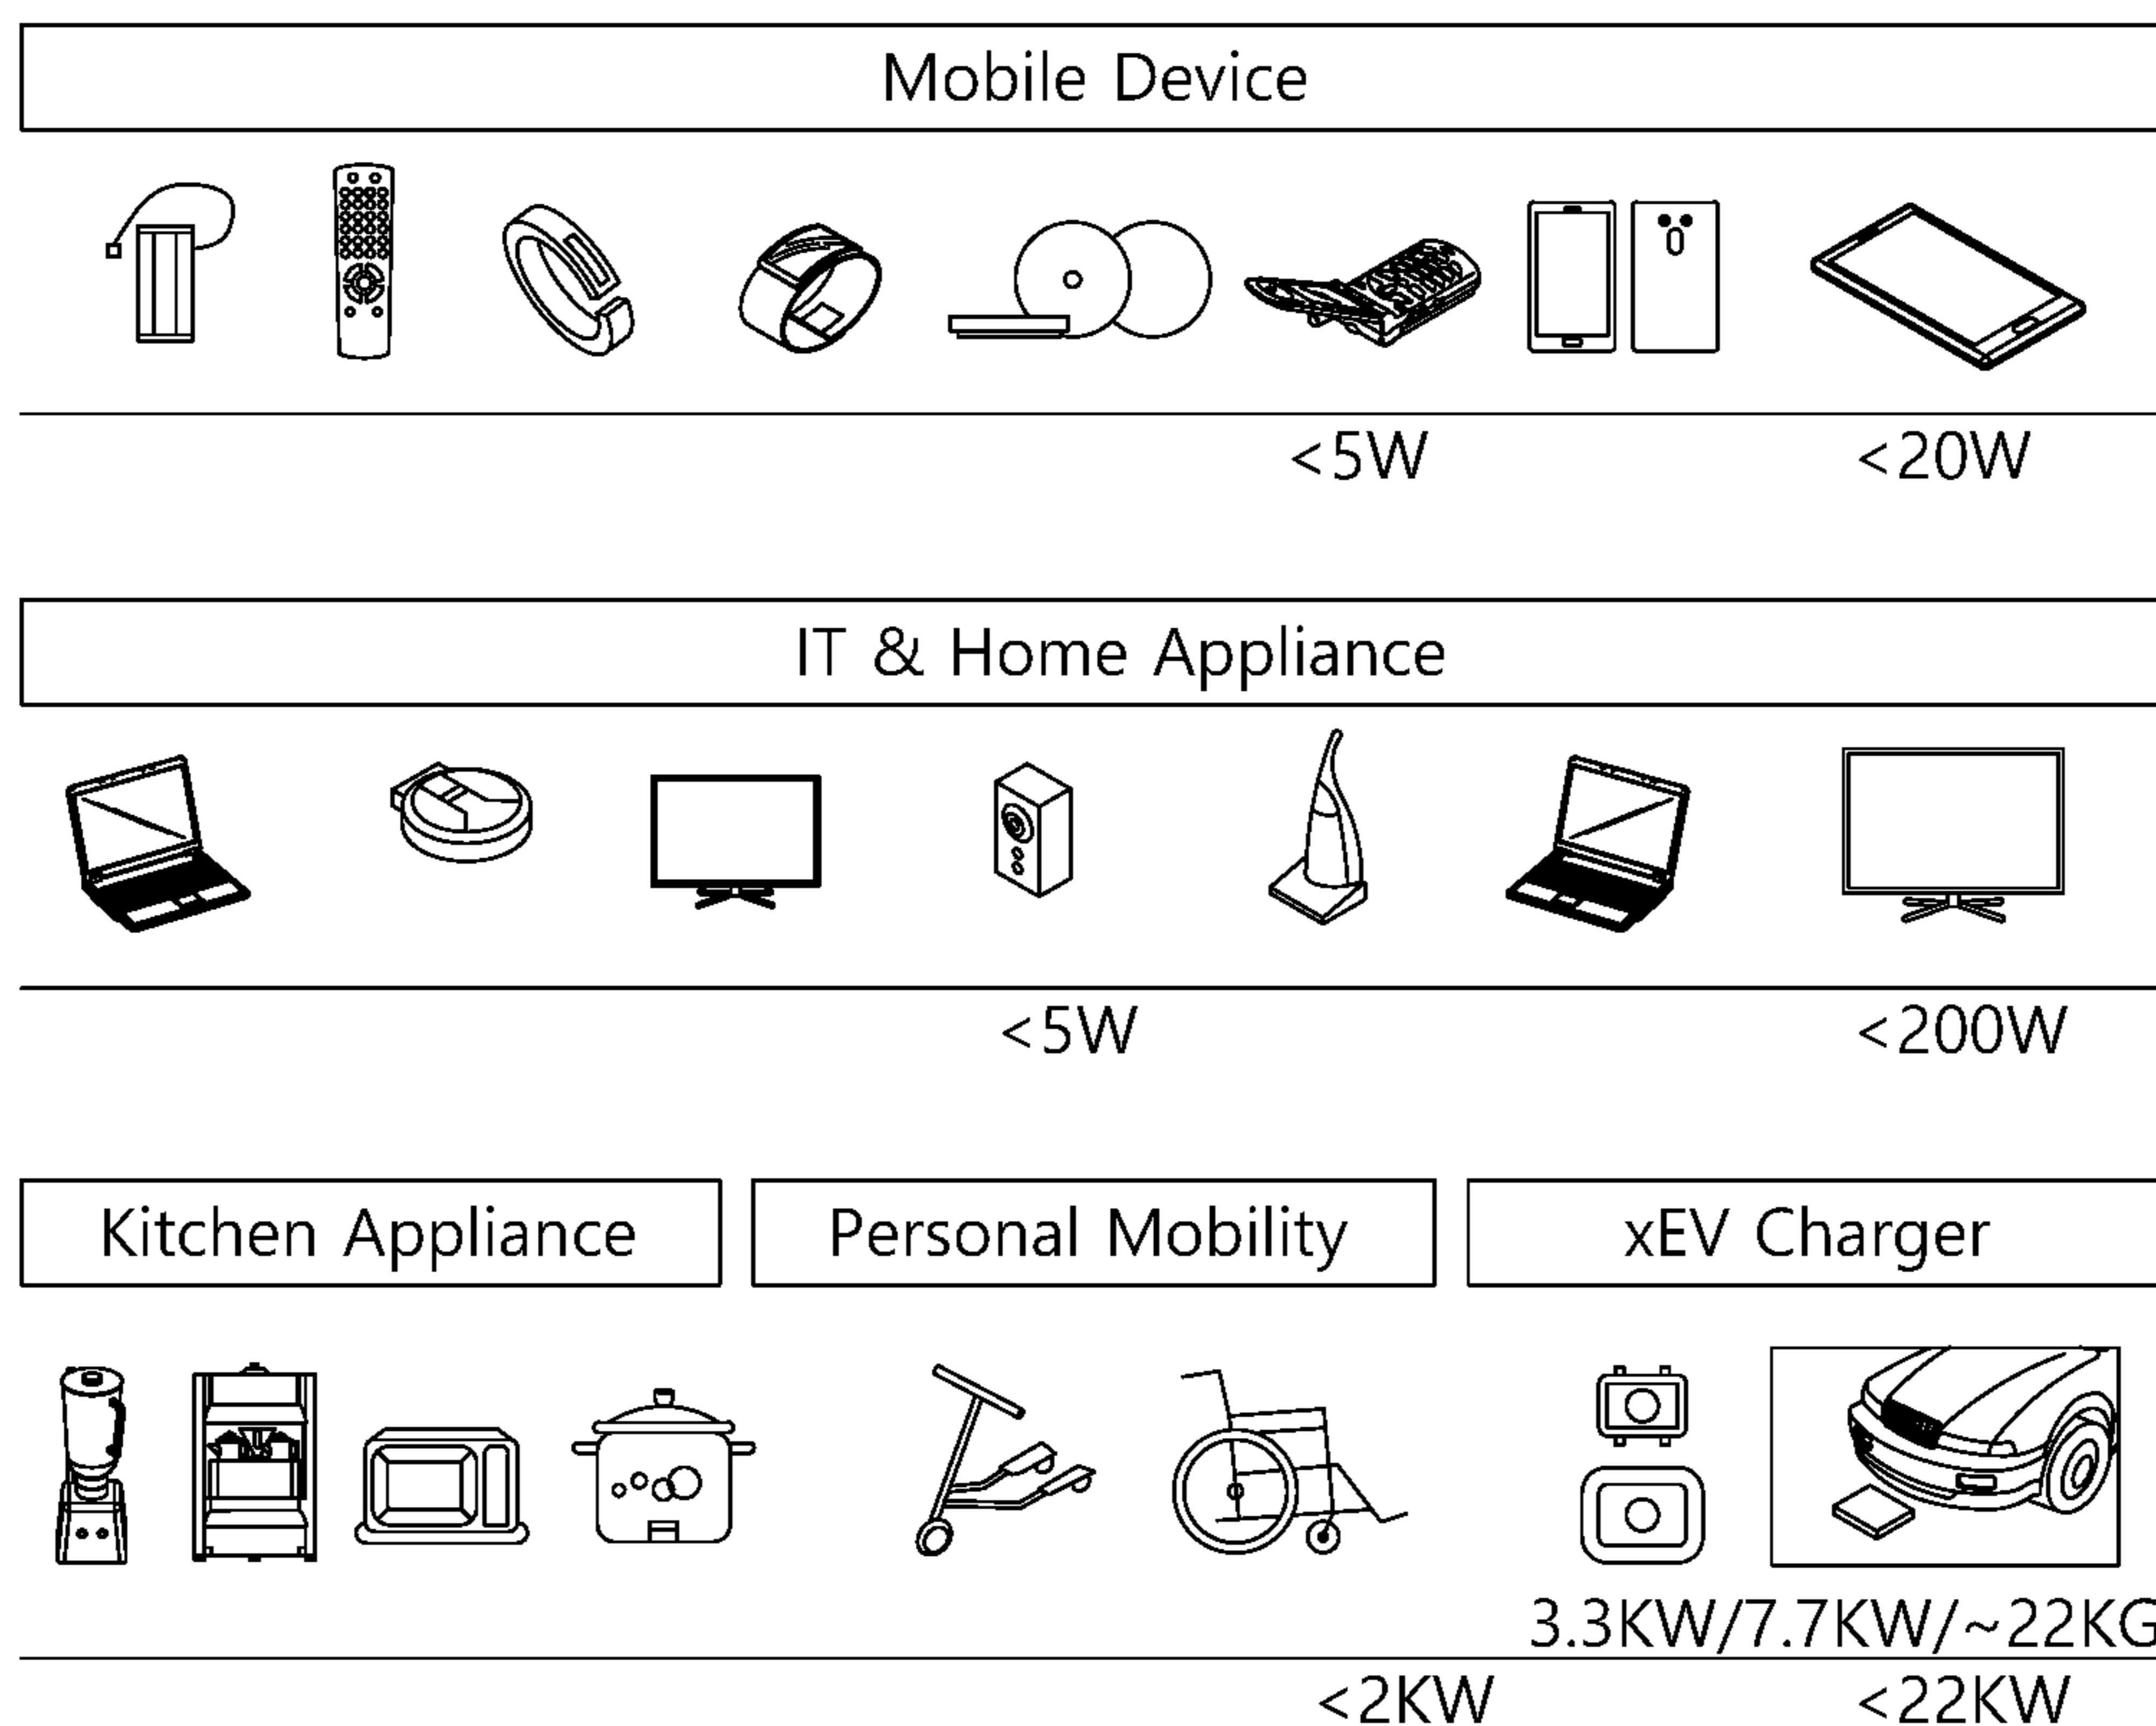 Mobile Device
<5W
<20W
IT & Home Appliance
<5W
<200W
Kitchen Appliance
Personal Mobility
xEV Charger
3.3KW/7.7KW/~22KG
<2KW
<22KW